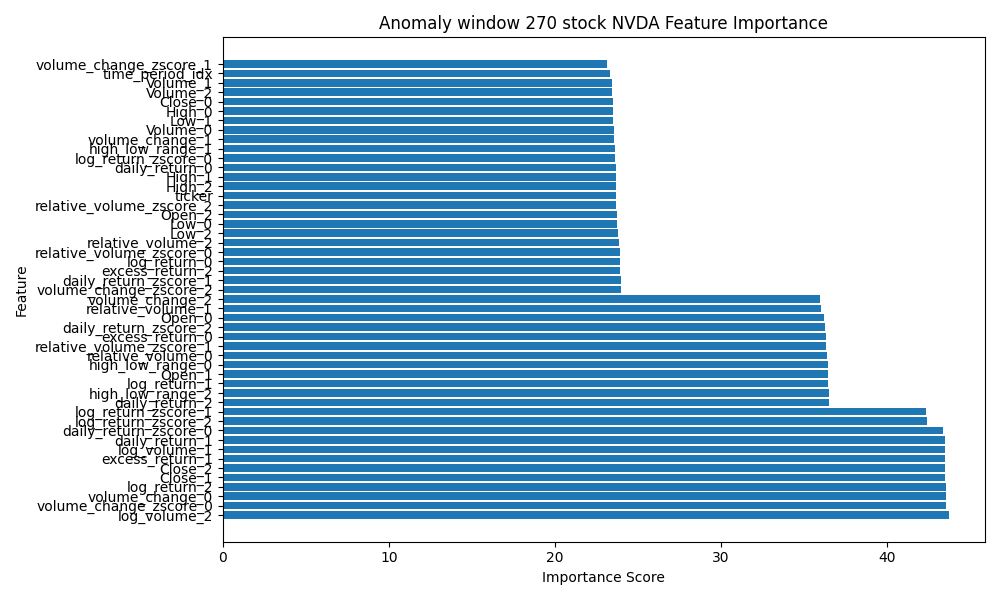 Anomaly window 270 stock NVDA Feature Importance
volume_change_zscore_1
time_period_idx
Volume_1
Volume_2
Close_0
High_0
Low_1
Volume_0
volume_change_1
high_low_range_1
log_return_zscore_0
daily_return_0
High_1
High_2
ticker
relative_volume_zscore_2
Open_2
Low_0
Low_2
relative_volume_2
relative_volume_zscore_0
log_return_0
excess_return_2
daily_return_zscore_1
volume_change_zscore_2
volume_change_2
relative_volume_1
Open_0
daily_return_zscore_2
excess_return_0
relative_volume_zscore_1
relative_volume_0
high_low_range_0
Open_1
log_return_1
high_low_range_2
daily_return_2
log_return_zscore_1
log_return_zscore_2
daily_return_zscore_0
daily_return_1
log_volume_1
excess_return_1
Close_2
Close_1
log_return_2
volume_change_0
volume_change_zscore_0
log_volume_2
Feature
0 10 20 30 40
Importance Score